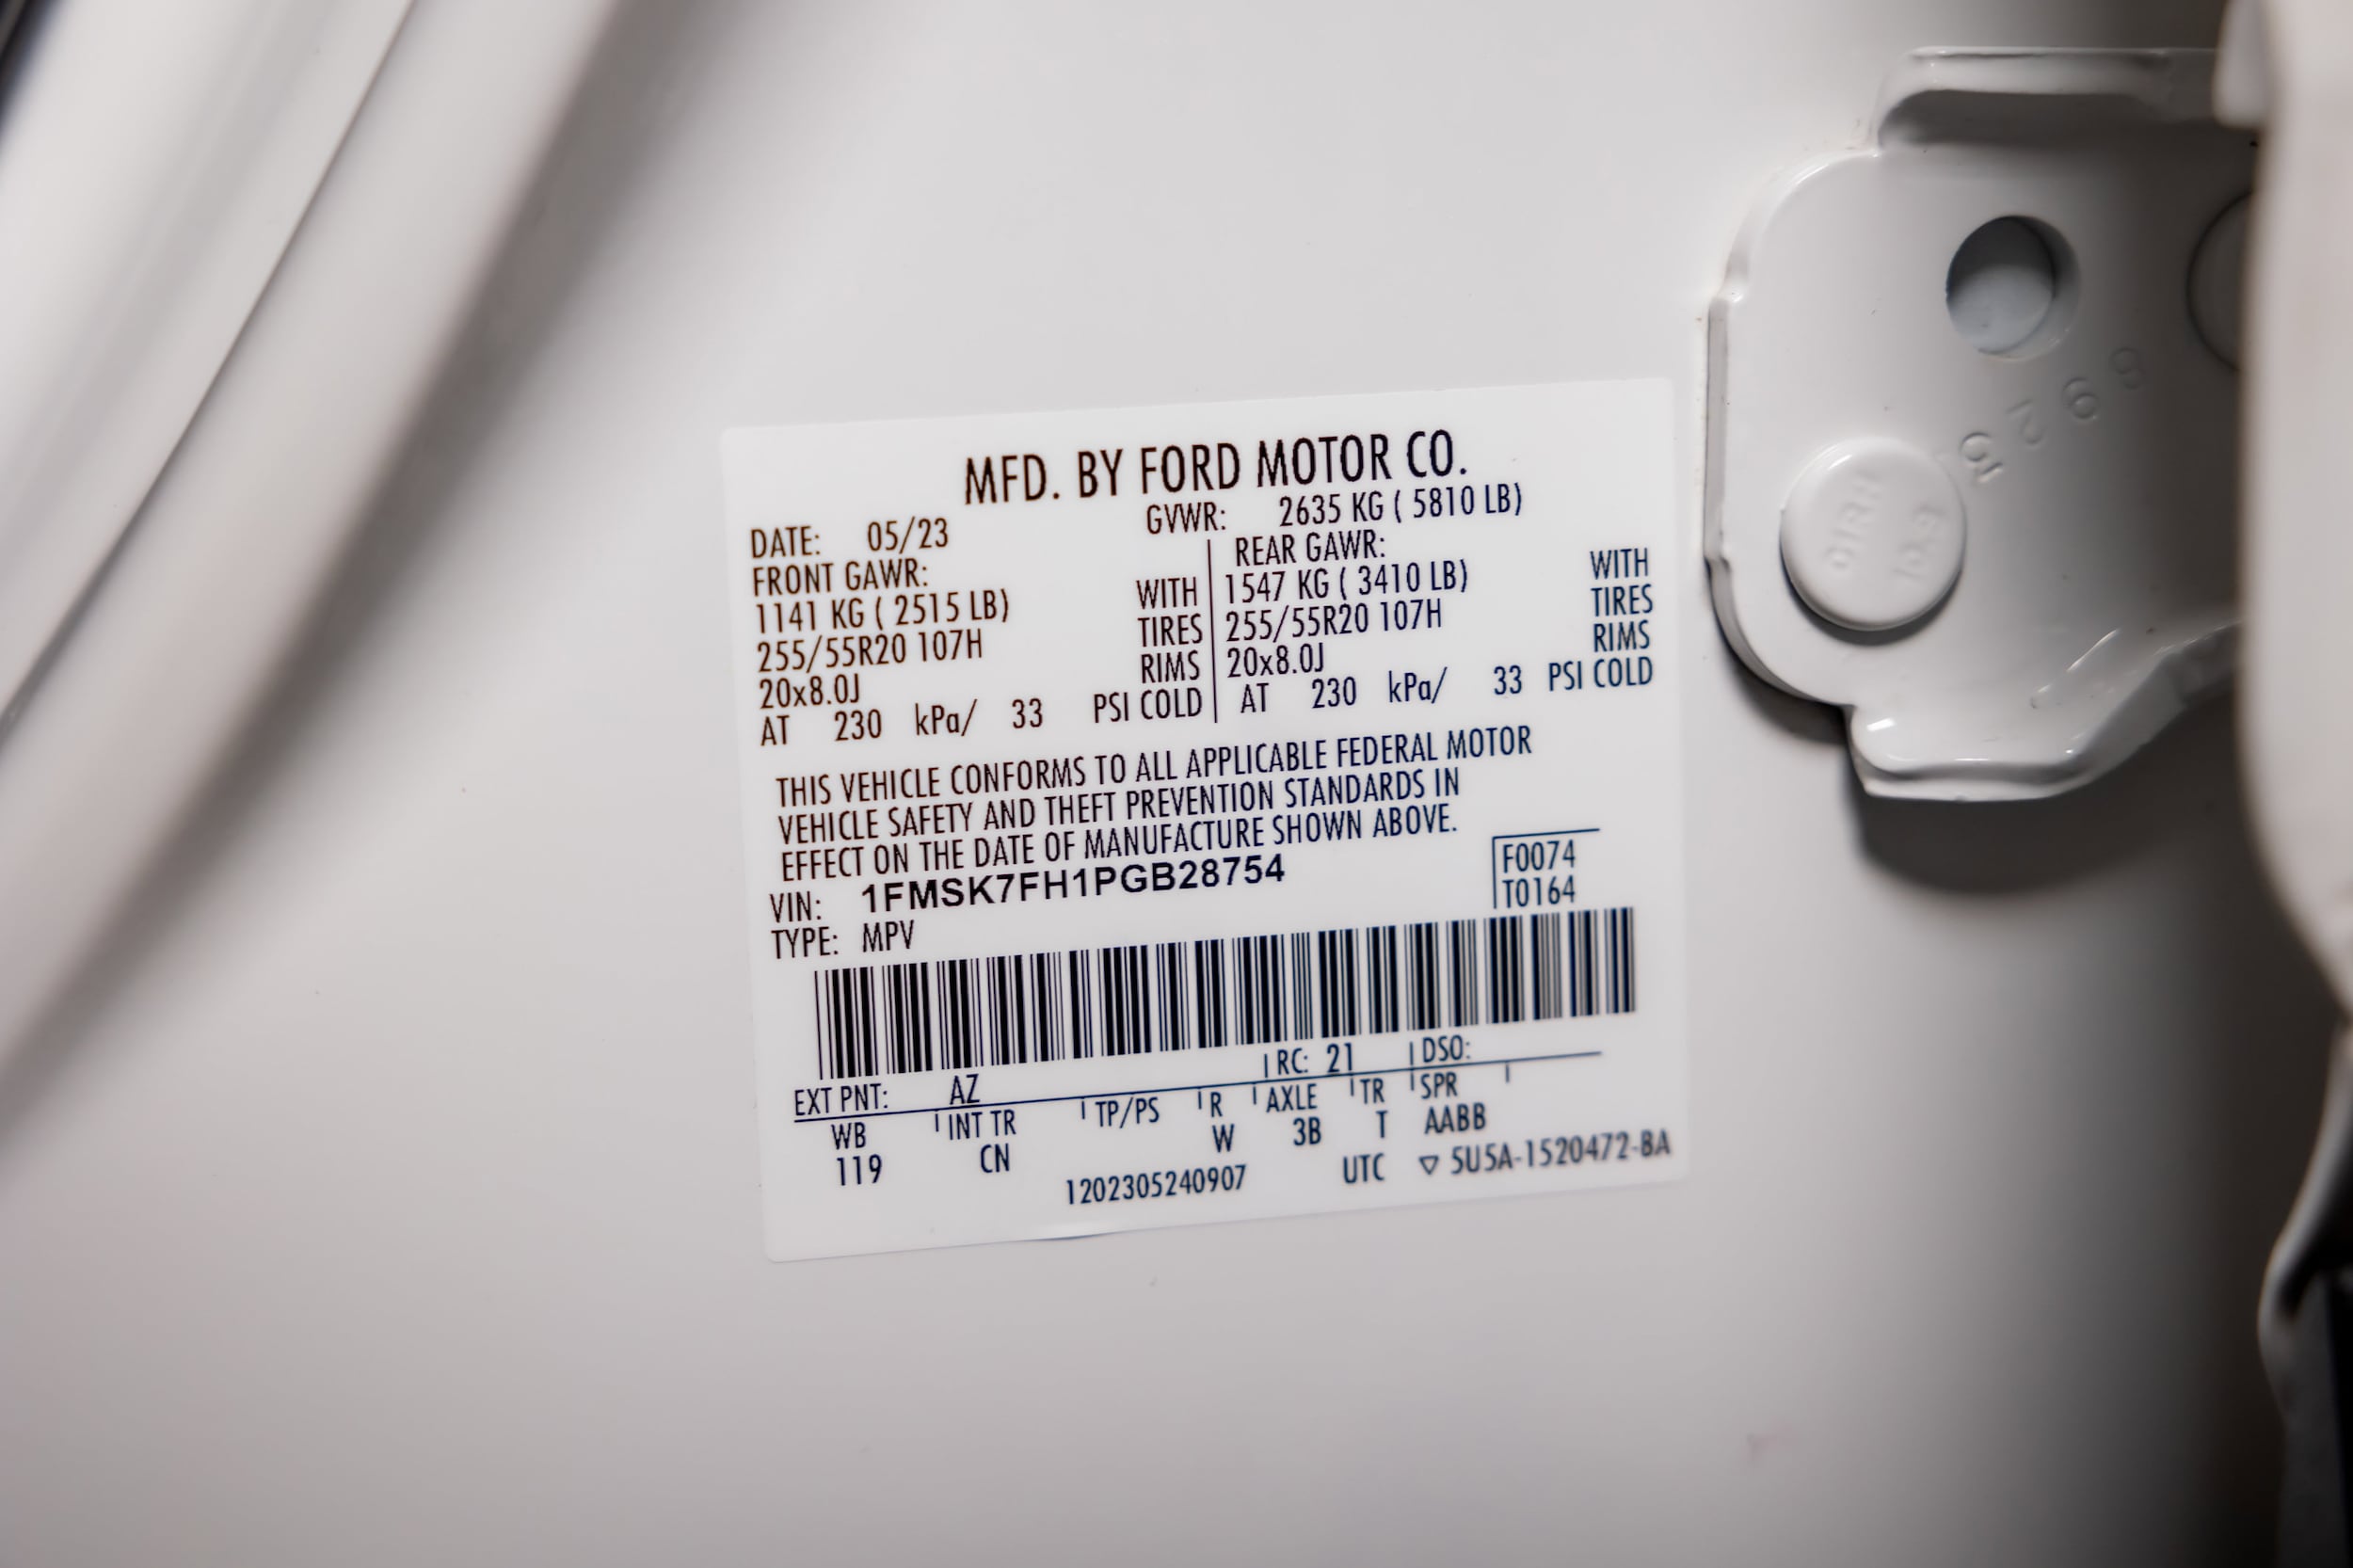 MFD. BY FORD MOTOR CO.
DATE: 05/23 GVWR: 2635 KG ( 5810 LB)
FRONT GAWR: REAR GAWR:
1141 KG ( 2515 LB) WITH 1547 KG ( 3410 LB) WITH
255/55R20 107H TIRES 255/55R20 107H TIRES
20x8.0J RIMS 20x8.0J RIMS
AT 230 kPa/ 33 PSI COLD AT 230 kPa/ 33 PSI COLD
THIS VEHICLE CONFORMS TO ALL APPLICABLE FEDERAL MOTOR
VEHICLE SAFETY AND THEFT PREVENTION STANDARDS IN
EFFECT ON THE DATE OF MANUFACTURE SHOWN ABOVE.
VIN: 1FMSK7FH1PGB28754 F0074
TYPE: MPV T0164
EXT PNT: AZ RC: 21 DSO:
WB INT TR TP/PS R AXLE TR SPR
119 CN W 3B T AABB
1202305240907 UTC ▽ 5U5A-1520472-BA